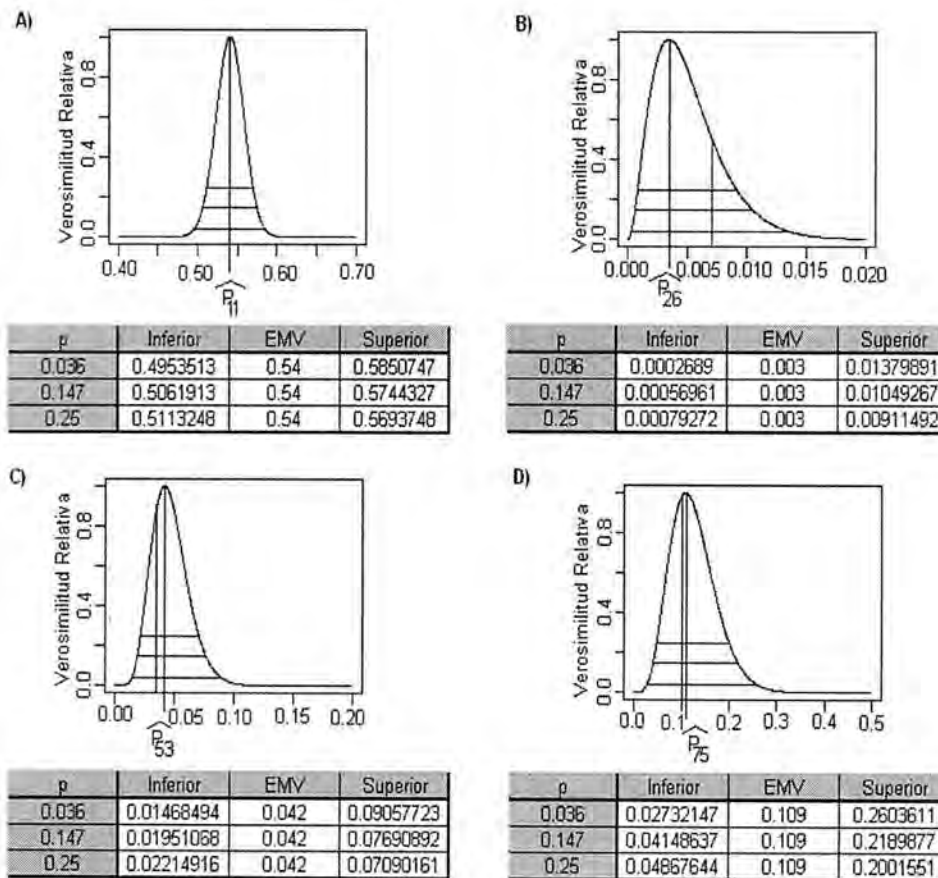 A)
Verosimilitud Relativa
0.8
0.4
0.0
0.40 0.50 0.60 0.70
P̂11
p Inferior EMV Superior
0.036 0.4953513 0.54 0.5850747
0.147 0.5061913 0.54 0.5744327
0.25 0.5113248 0.54 0.5693748
B)
Verosimilitud Relativa
0.8
0.4
0.0
0.000 0.005 0.010 0.015 0.020
P̂26
p Inferior EMV Superior
0.036 0.0002689 0.003 0.01379891
0.147 0.00056961 0.003 0.01049267
0.25 0.00079272 0.003 0.00911492
C)
Verosimilitud Relativa
0.8
0.4
0.0
0.00 0.05 0.10 0.15 0.20
P̂53
p Inferior EMV Superior
0.036 0.01468494 0.042 0.09057723
0.147 0.01951068 0.042 0.07690892
0.25 0.02214916 0.042 0.07090161
D)
Verosimilitud Relativa
0.8
0.4
0.0
0.0 0.1 0.2 0.3 0.4 0.5
P̂75
p Inferior EMV Superior
0.036 0.02732147 0.109 0.2603611
0.147 0.04148637 0.109 0.2189877
0.25 0.04867644 0.109 0.2001551